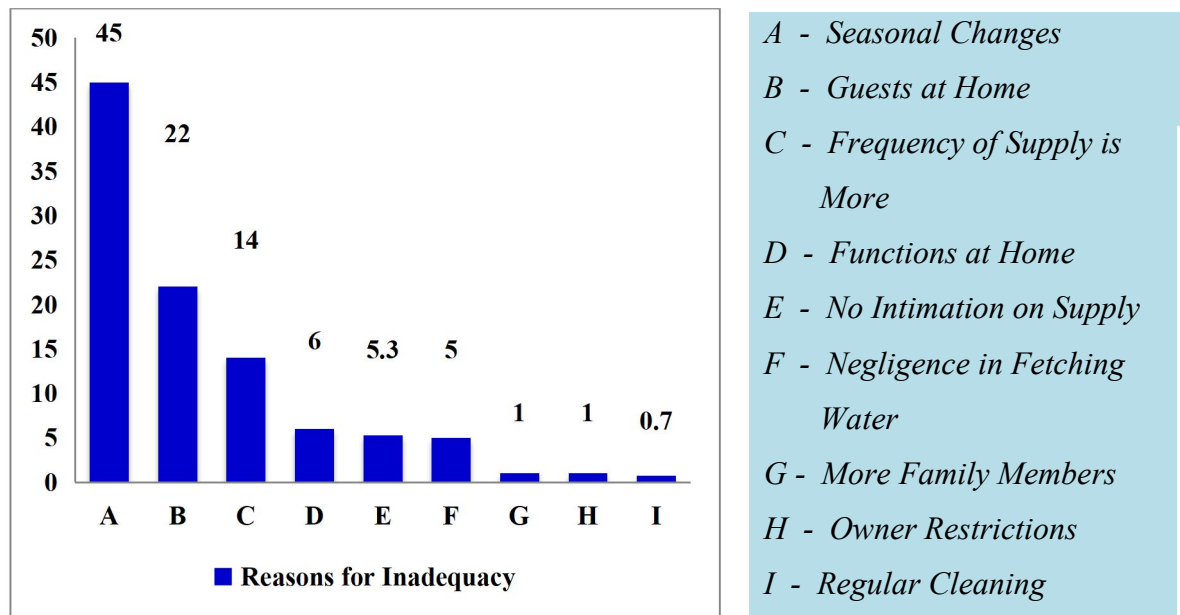 50
45
40
35
30
25
20
15
10
5
0
45
22
14
6
5.3
5
1
1
0.7
A B C D E F G H I
Reasons for Inadequacy
A - Seasonal Changes
B - Guests at Home
C - Frequency of Supply is
More
D - Functions at Home
E - No Intimation on Supply
F - Negligence in Fetching
Water
G - More Family Members
H - Owner Restrictions
I - Regular Cleaning